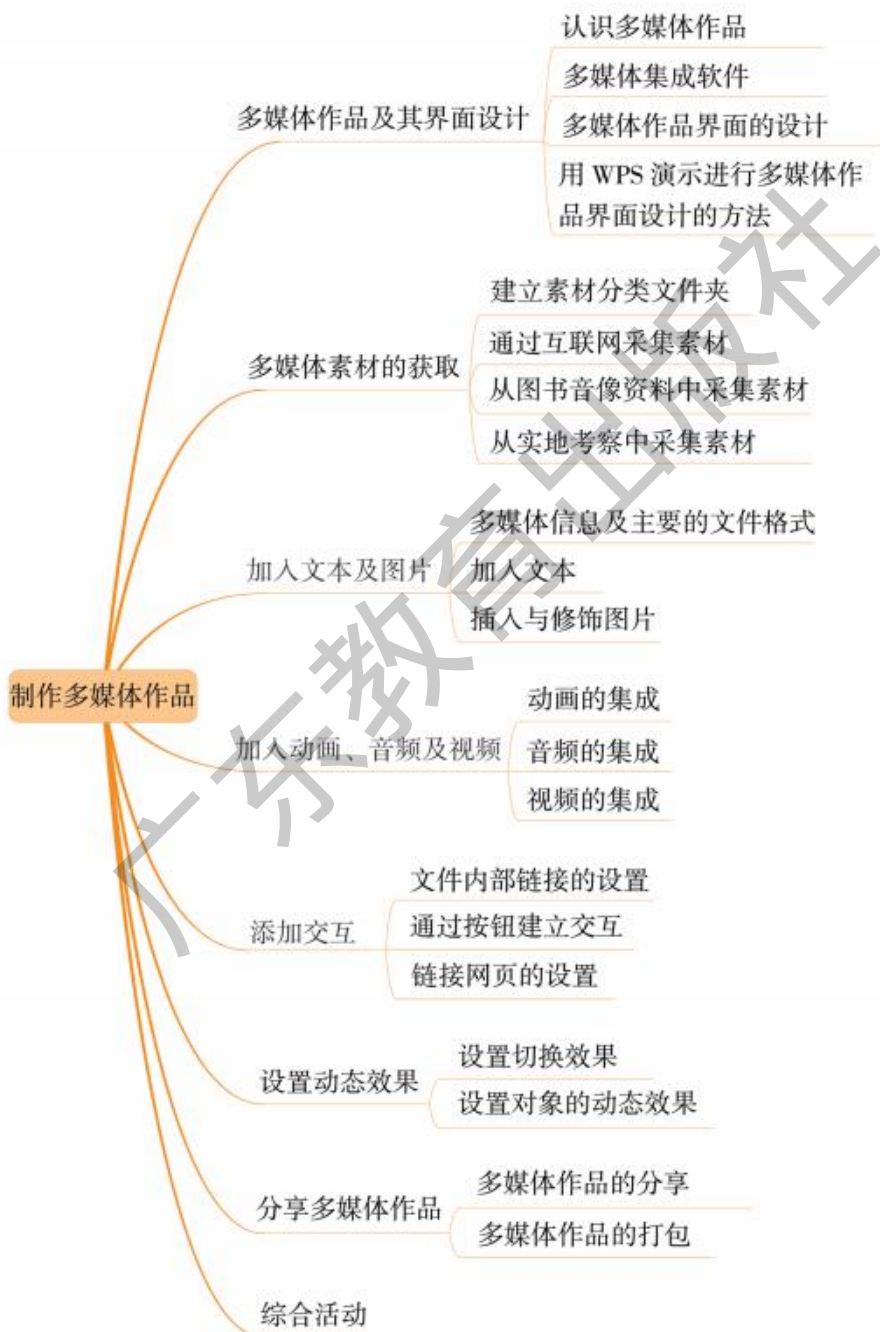 制作多媒体作品
多媒体作品及其界面设计
认识多媒体作品
多媒体集成软件
多媒体作品界面的设计
用 WPS 演示进行多媒体作
品界面设计的方法
多媒体素材的获取
建立素材分类文件夹
通过互联网采集素材
从图书音像资料中采集素材
从实地考察中采集素材
加入文本及图片
多媒体信息及主要的文件格式
加入文本
插入与修饰图片
加入动画、音频及视频
动画的集成
音频的集成
视频的集成
添加交互
文件内部链接的设置
通过按钮建立交互
链接网页的设置
设置动态效果
设置切换效果
设置对象的动态效果
分享多媒体作品
多媒体作品的分享
多媒体作品的打包
综合活动
广东教育出版社